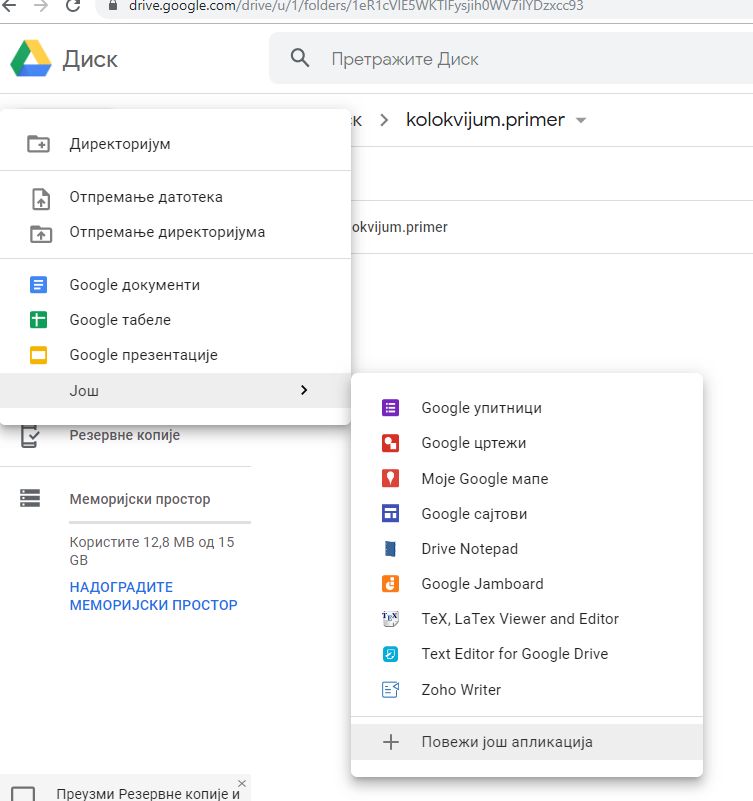 drive.google.com/drive/u/1/folders/1eR1cVIE5WKTIFysjih0WV7ilYDzxcc93
Диск
Претражите Диск
ск > kolokvijum.primer
Директоријум
Отпремање датотека
Отпремање директоријума
okvijum.primer
Google документи
Google табеле
Google презентације
Још
Google упитници
Google цртежи
Моје Google мапе
Google сајтови
Drive Notepad
Google Jamboard
TeX, LaTex Viewer and Editor
Text Editor for Google Drive
Zoho Writer
Повежи још апликација
Резервне копије
Меморијски простор
Користите 12,8 MB од 15
GB
НАДОГРАДИТЕ
МЕМОРИЈСКИ ПРОСТОР
Преузми Резервне копије и